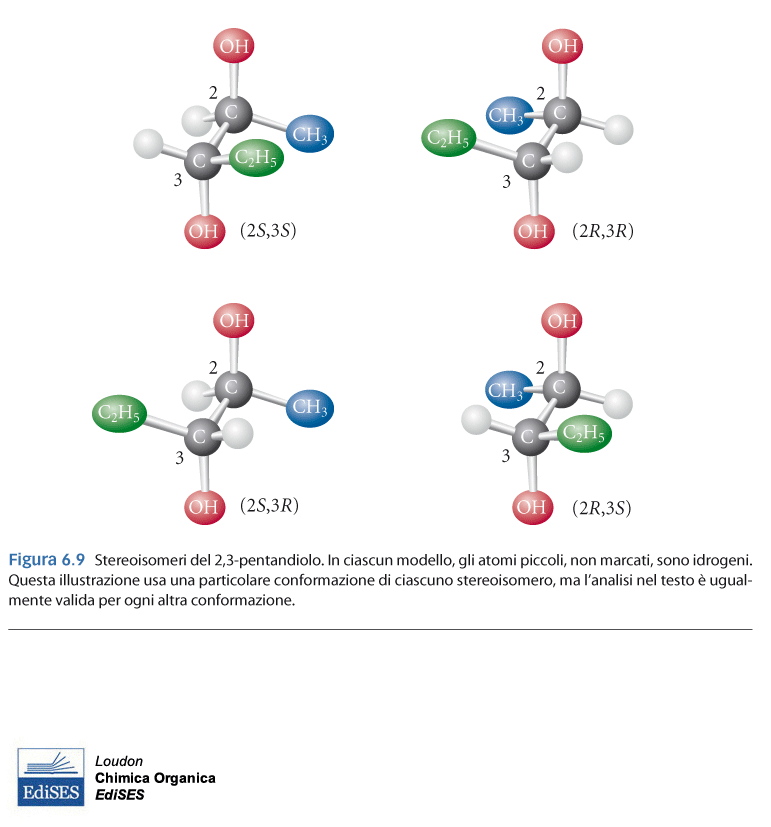 OH
2
C
CH3
C
C2H5
3
OH
(2S,3S)
OH
2
CH3
C
C2H5
C
3
OH
(2R,3R)
OH
2
C
C2H5
CH3
C
3
OH
(2S,3R)
OH
2
CH3
C
C
C2H5
3
OH
(2R,3S)
Figura 6.9 Stereoisomeri del 2,3-pentandiolo. In ciascun modello, gli atomi piccoli, non marcati, sono idrogeni.
Questa illustrazione usa una particolare conformazione di ciascuno stereoisomero, ma l'analisi nel testo è ugual-
mente valida per ogni altra conformazione.
Loudon
Chimica Organica
EdiSES
EdiSES